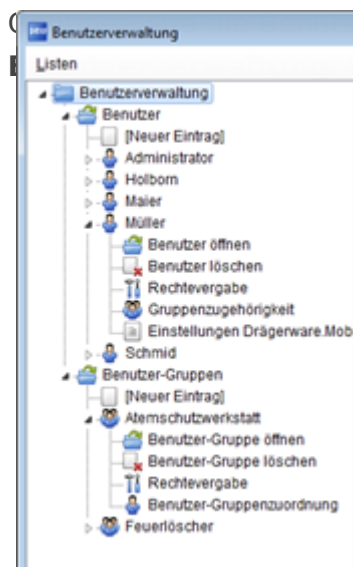 Benutzerverwaltung
Listen
Benutzerverwaltung
Benutzer
[Neuer Eintrag]
Administrator
Holborn
Maier
Müller
Benutzer öffnen
Benutzer löschen
Rechtevergabe
Gruppenzugehörigkeit
Einstellungen Drägerware.Mob
Schmid
Benutzer-Gruppen
[Neuer Eintrag]
Atemschutzwerkstatt
Benutzer-Gruppe öffnen
Benutzer-Gruppe löschen
Rechtevergabe
Benutzer-Gruppenzuordnung
Feuerlöscher